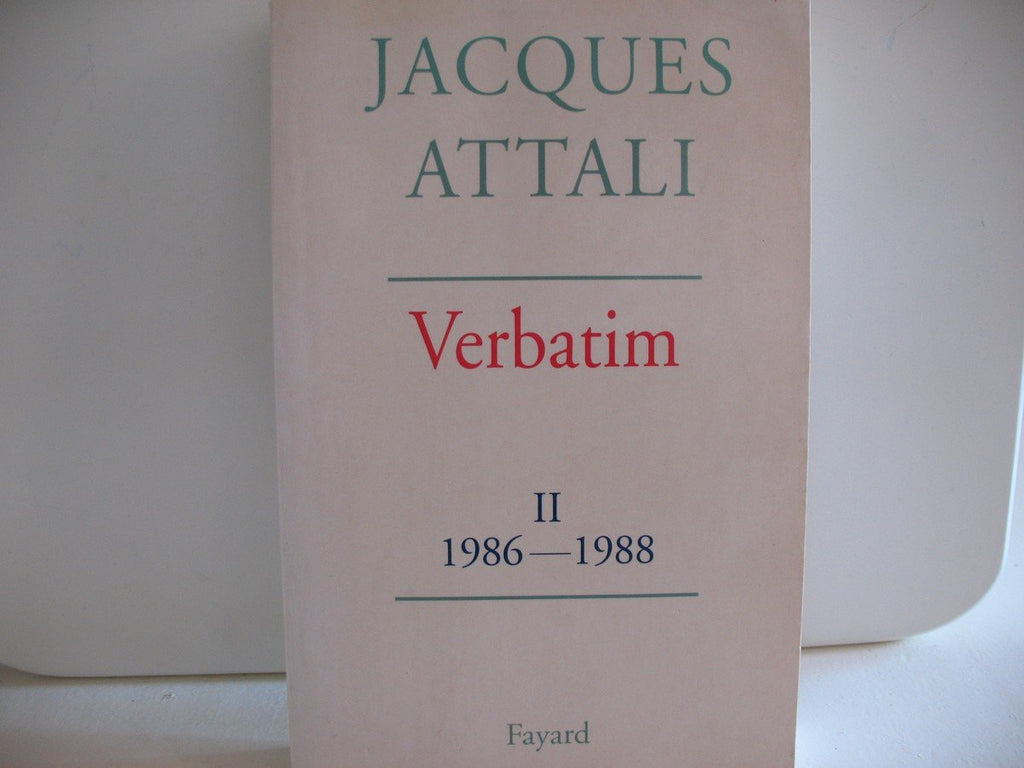 JACQUES
ATTALI
Verbatim
II
1986—1988
Fayard